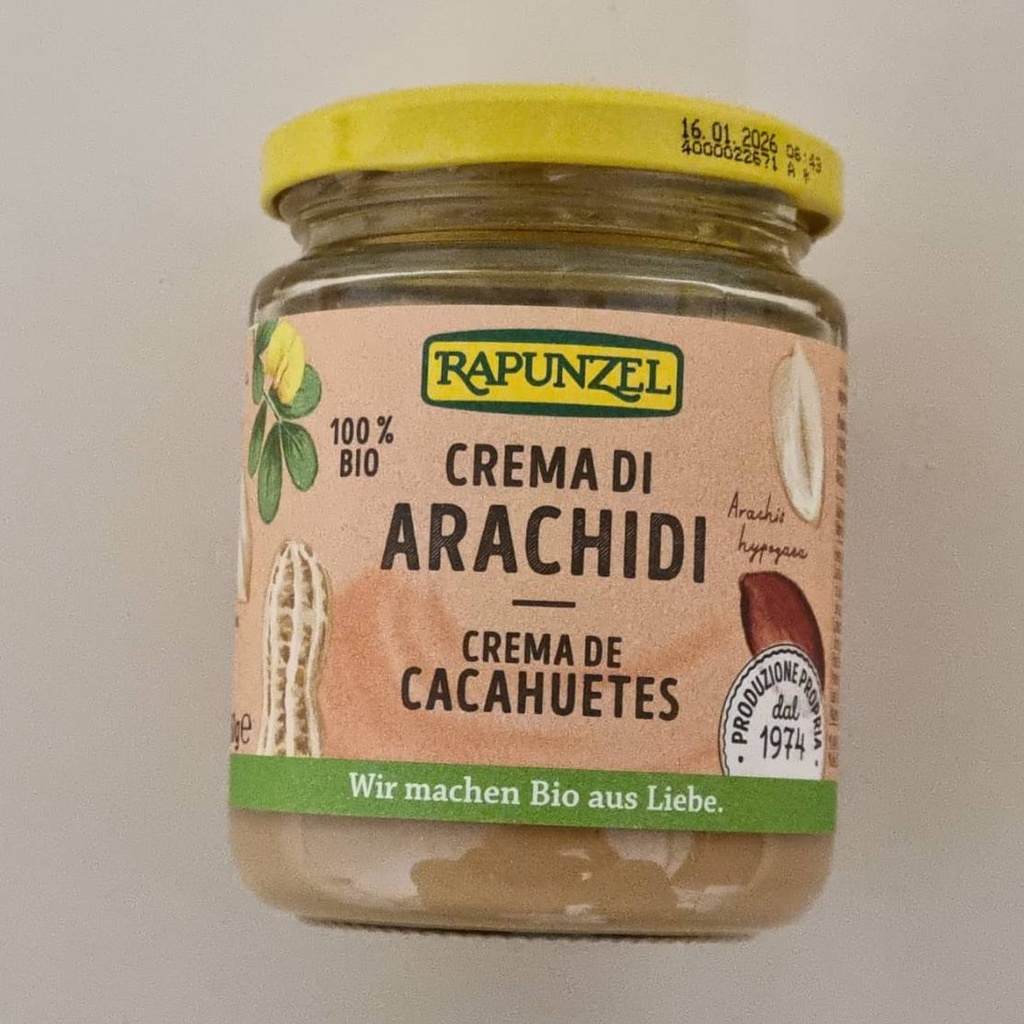 16.01.2026 06:43
4000022671 A *
RAPUNZEL
100 %
BIO
CREMA DI
ARACHIDI
Arachis
hypogaea
CREMA DE
CACAHUETES
PRODUZIONE PROPRIA
dal
1974
Wir machen Bio aus Liebe.